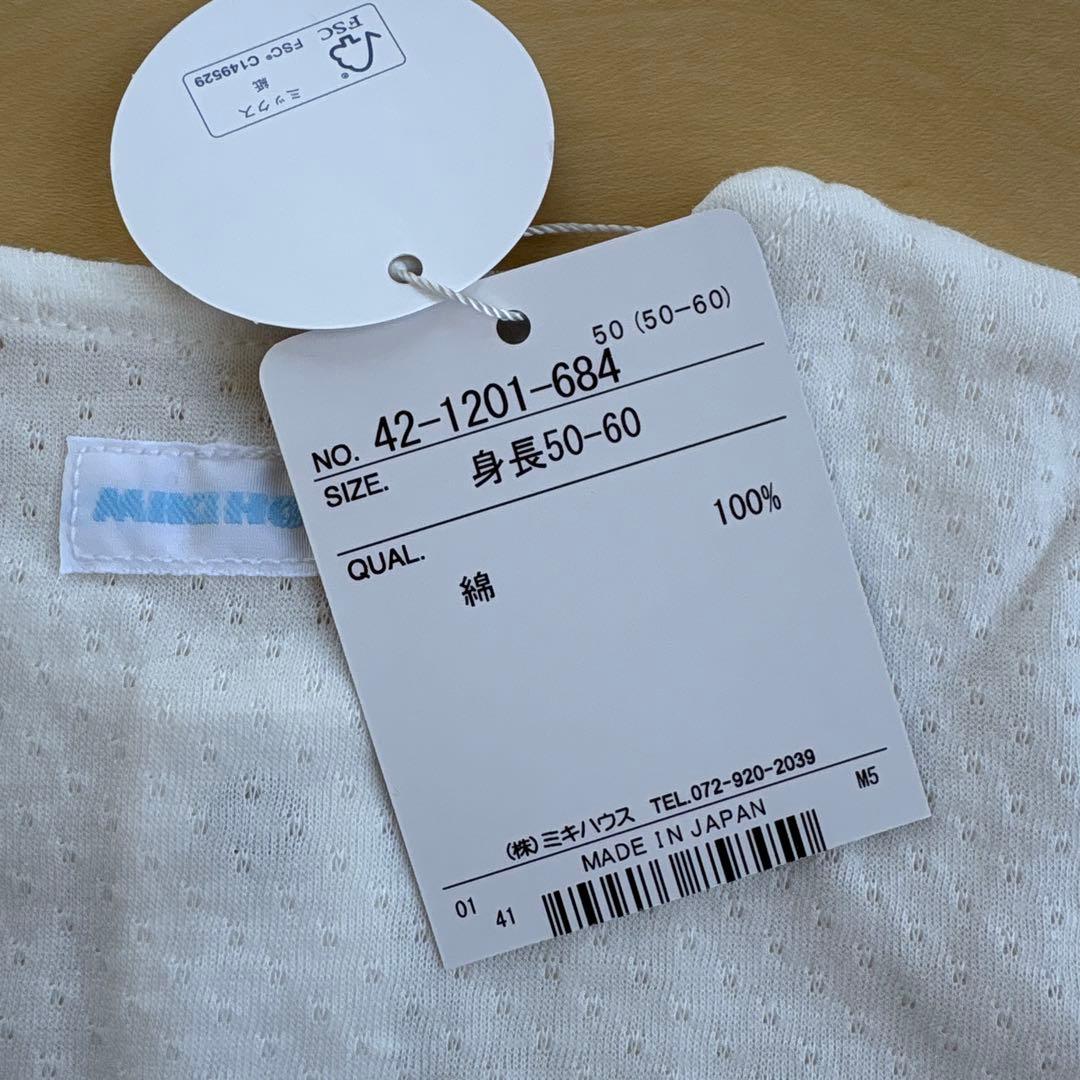 FSC
FSC® C149529
ミックス
紙
50 (50-60)
NO. 42-1201-684
SIZE. 身長50-60
QUAL. 100%
綿
(株)ミキハウス TEL.072-920-2039
MADE IN JAPAN M5
01 41
MIKI HO